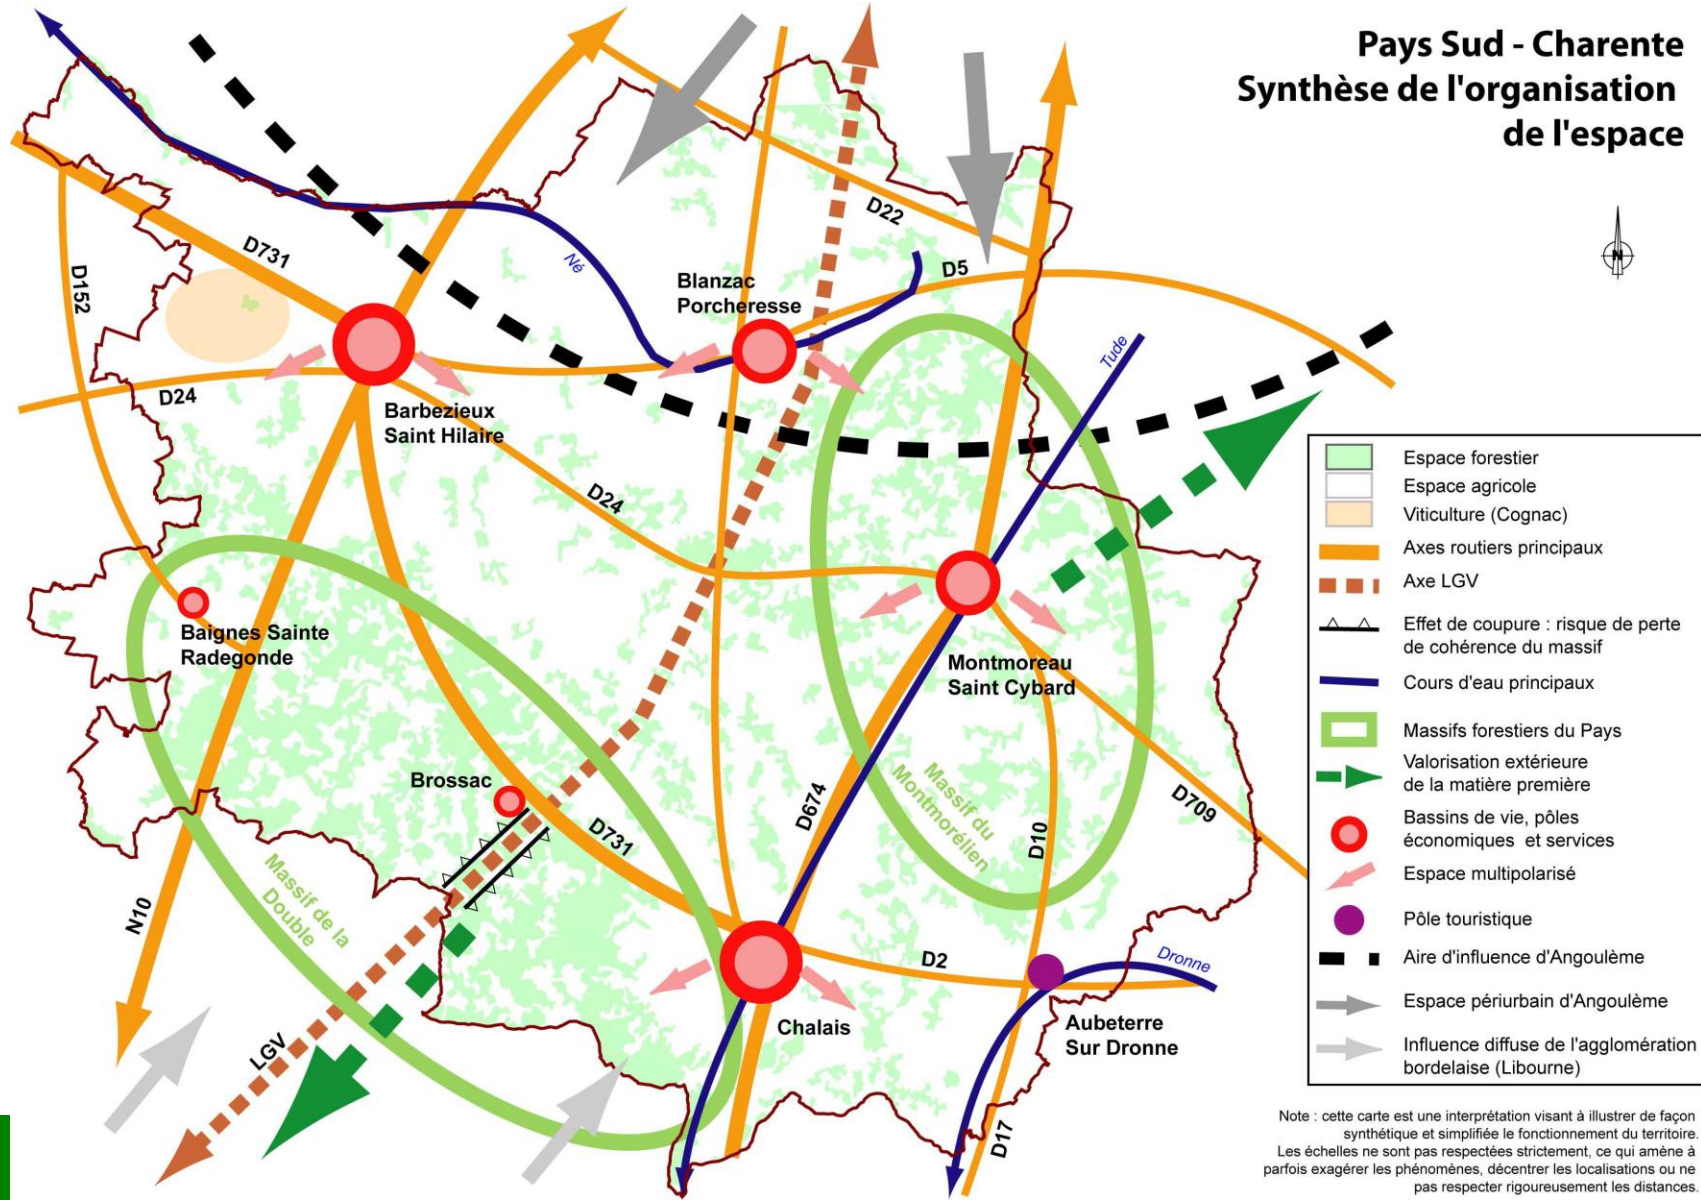 Pays Sud - Charente
Synthèse de l'organisation
de l'espace
N
D731
D152
Né
D22
D5
Blanzac
Porcheresse
Tude
D24
Barbezieux
Saint Hilaire
D24
Baignes Sainte
Radegonde
Montmoreau
Saint Cybard
Brossac
D731
D674
Massif du
Montmorélien
D10
D709
N10
Massif de la
Double
D2
Dronne
LGV
Chalais
Aubeterre
Sur Dronne
D17
Espace forestier
Espace agricole
Viticulture (Cognac)
Axes routiers principaux
Axe LGV
Effet de coupure : risque de perte
de cohérence du massif
Cours d'eau principaux
Massifs forestiers du Pays
Valorisation extérieure
de la matière première
Bassins de vie, pôles
économiques et services
Espace multipolarisé
Pôle touristique
Aire d'influence d'Angoulème
Espace périurbain d'Angoulème
Influence diffuse de l'agglomération
bordelaise (Libourne)
Note : cette carte est une interprétation visant à illustrer de façon
synthétique et simplifiée le fonctionnement du territoire.
Les échelles ne sont pas respectées strictement, ce qui amène à
parfois exagérer les phénomènes, décentrer les localisations ou ne
pas respecter rigoureusement les distances.